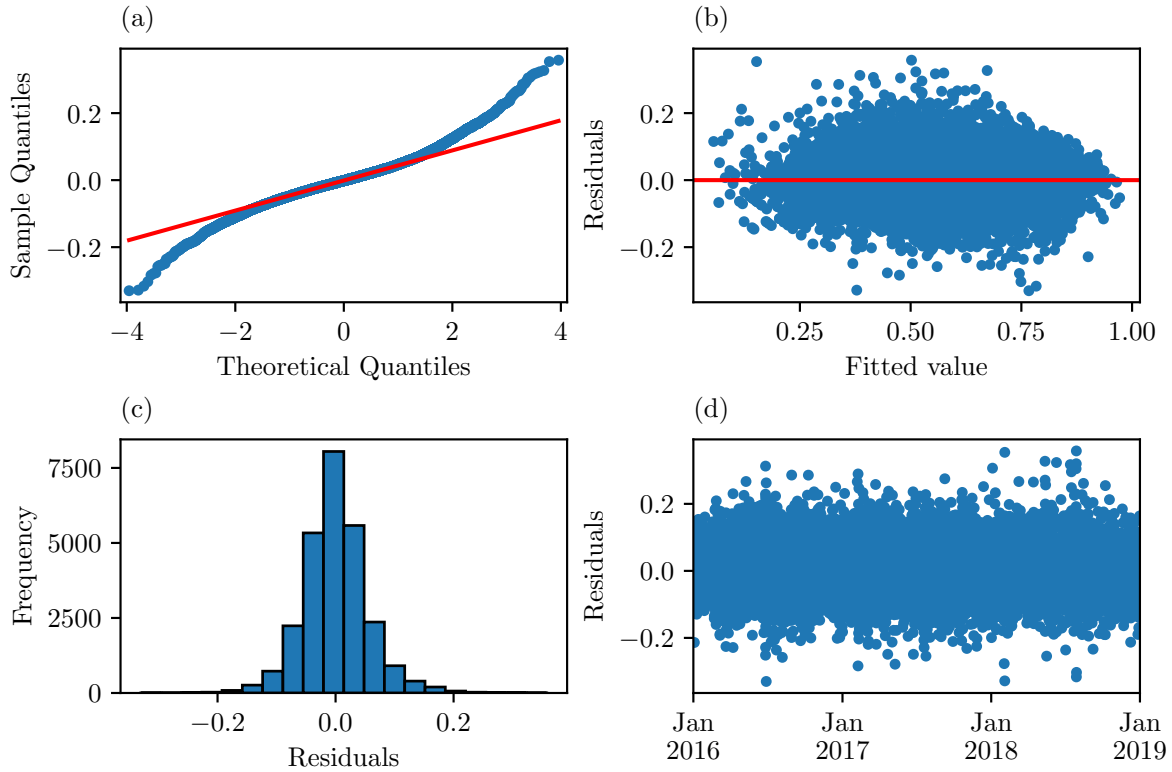 (a)
Sample Quantiles
0.2
0.0
−0.2
−4
−2
0
2
4
Theoretical Quantiles
(b)
Residuals
0.2
0.0
−0.2
0.25
0.50
0.75
1.00
Fitted value
(c)
Frequency
7500
5000
2500
0
−0.2
0.0
0.2
Residuals
(d)
Residuals
0.2
0.0
−0.2
Jan
2016
Jan
2017
Jan
2018
Jan
2019